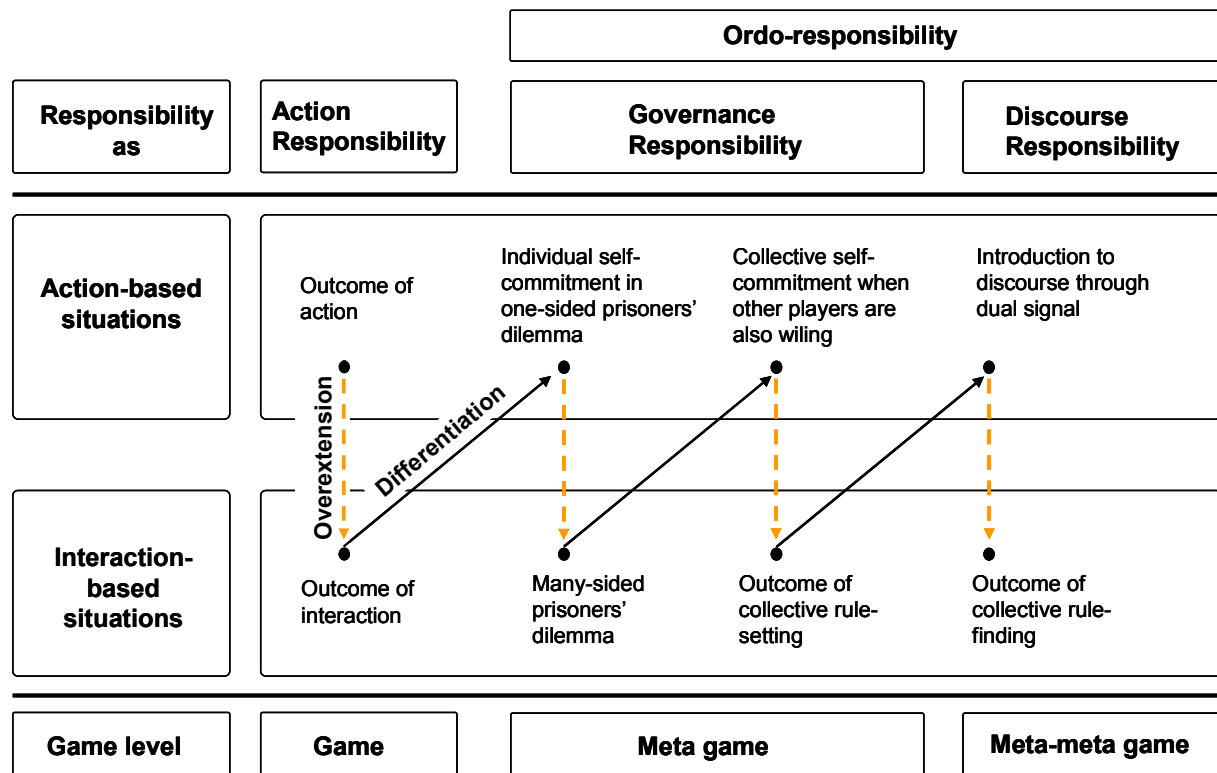 Ordo-responsibility
Responsibility
as
Action
Responsibility
Governance
Responsibility
Discourse
Responsibility
Action-based
situations
Outcome of
action
Individual self-
commitment in
one-sided prisoners’
dilemma
Collective self-
commitment when
other players are
also wiling
Introduction to
discourse through
dual signal
Overextension
Differentiation
Interaction-
based
situations
Outcome of
interaction
Many-sided
prisoners’
dilemma
Outcome of
collective rule-
setting
Outcome of
collective rule-
finding
Game level
Game
Meta game
Meta-meta game